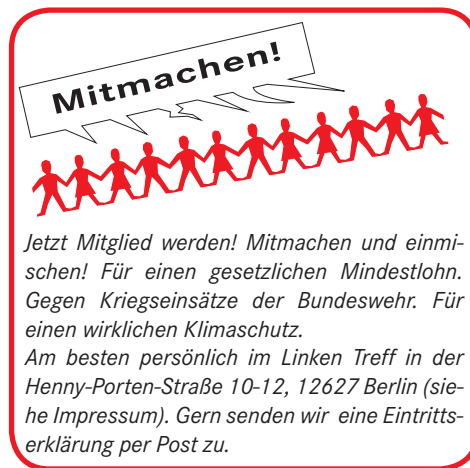 Mitmachen!
Jetzt Mitglied werden! Mitmachen und einmi-
schen! Für einen gesetzlichen Mindestlohn.
Gegen Kriegseinsätze der Bundeswehr. Für
einen wirklichen Klimaschutz.
Am besten persönlich im Linken Treff in der
Henny-Porten-Straße 10-12, 12627 Berlin (sie-
he Impressum). Gern senden wir eine Eintritts-
erklärung per Post zu.